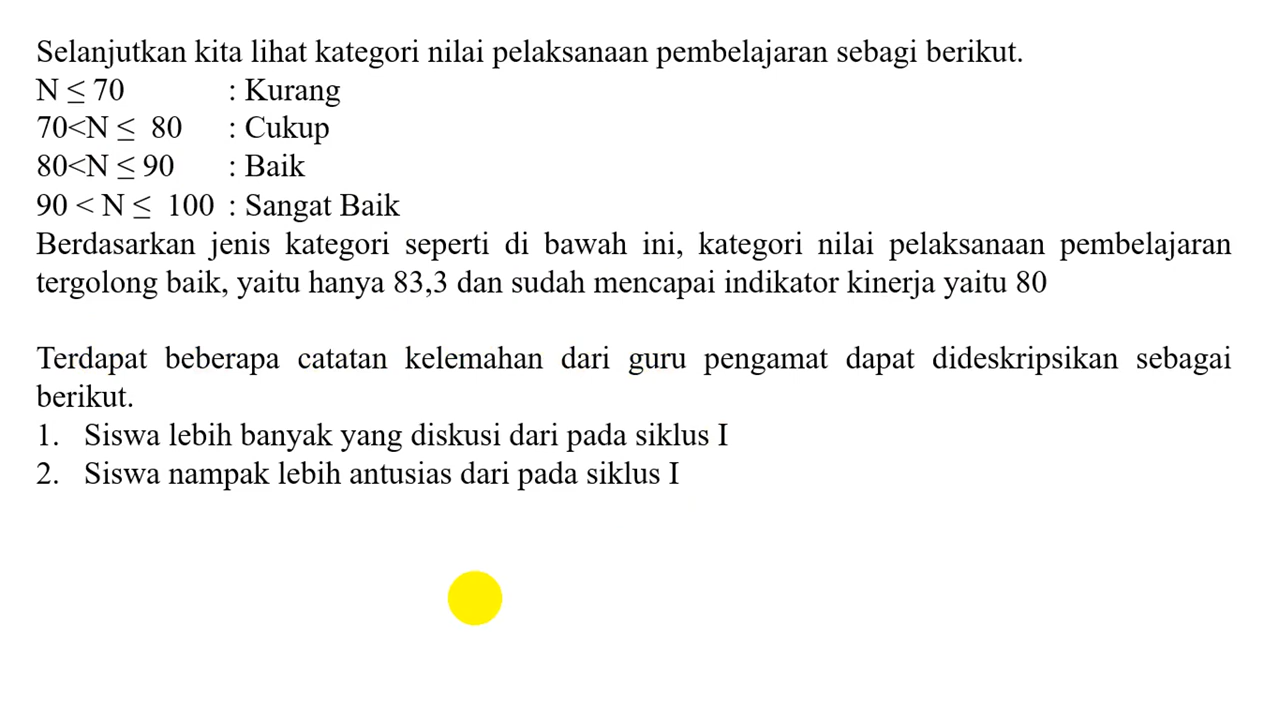 Selanjutkan kita lihat kategori nilai pelaksanaan pembelajaran sebagi berikut.
N ≤ 70 : Kurang
70<N ≤ 80 : Cukup
80<N ≤ 90 : Baik
90 < N ≤ 100 : Sangat Baik
Berdasarkan jenis kategori seperti di bawah ini, kategori nilai pelaksanaan pembelajaran
tergolong baik, yaitu hanya 83,3 dan sudah mencapai indikator kinerja yaitu 80
Terdapat beberapa catatan kelemahan dari guru pengamat dapat dideskripsikan sebagai
berikut.
1. Siswa lebih banyak yang diskusi dari pada siklus I
2. Siswa nampak lebih antusias dari pada siklus I